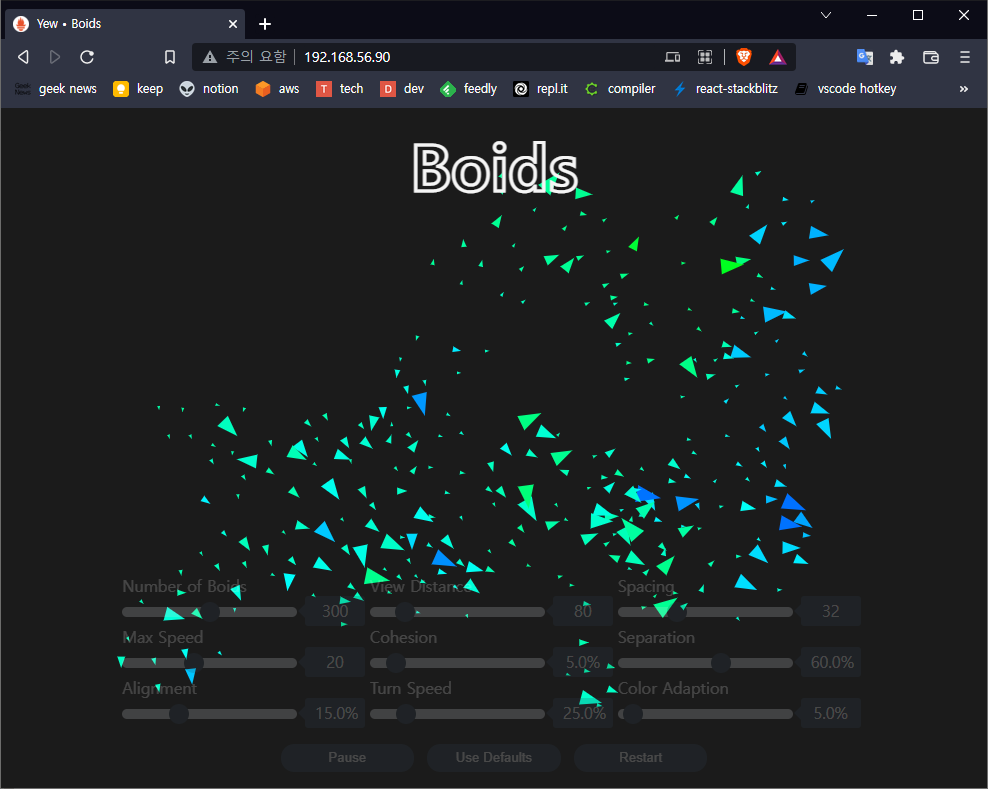 Yew • Boids
주의 요함 192.168.56.90
geek news keep notion aws T tech D dev feedly repl.it compiler react-stackblitz vscode hotkey »
Boids
Number of Boids 300 View Distance 80 Spacing 32
Max Speed 20 Cohesion 5.0% Separation 60.0%
Alignment 15.0% Turn Speed 25.0% Color Adaption 5.0%
Pause Use Defaults Restart